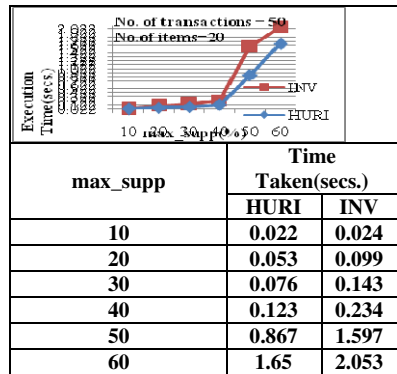 No. of transactions - 50
No.of items-20
Execution
Time(secs.)
INV
HURI
10 20 30 40 50 60
max_supp(%)
max_supp
Time
Taken(secs.)
HURI INV
10 0.022 0.024
20 0.053 0.099
30 0.076 0.143
40 0.123 0.234
50 0.867 1.597
60 1.65 2.053